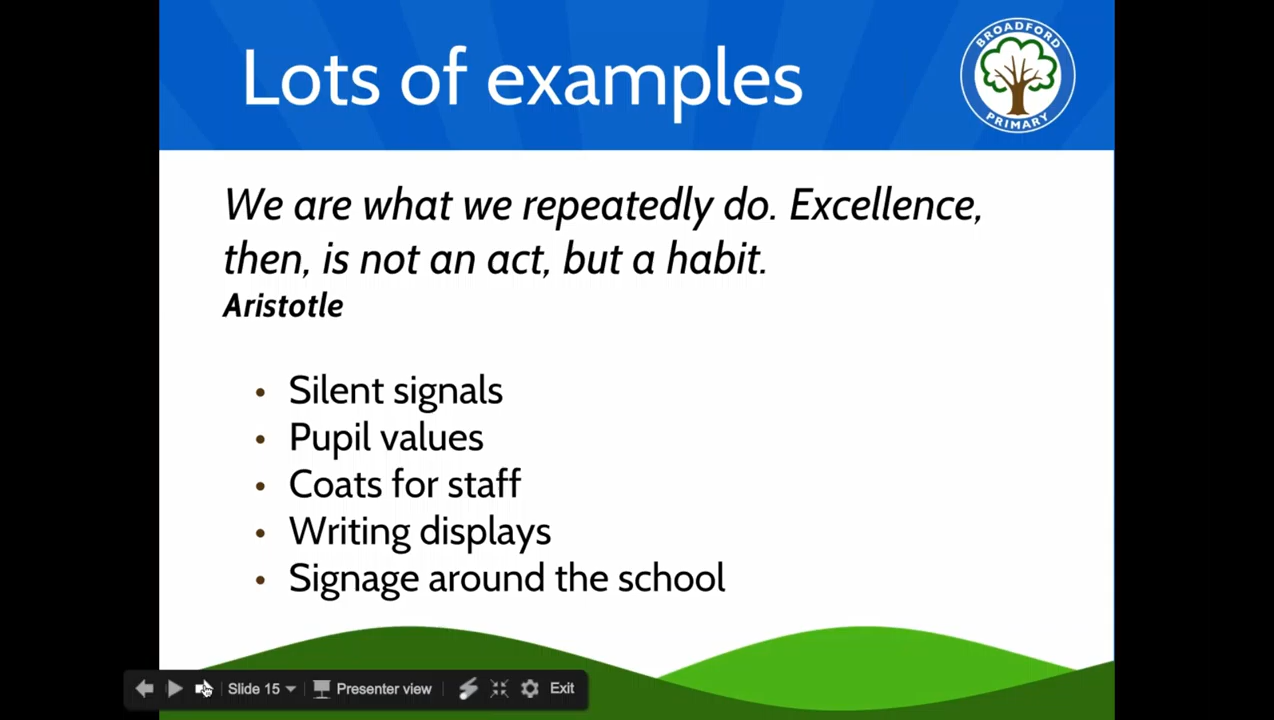 Lots of examples
BROADFORD
PRIMARY
We are what we repeatedly do. Excellence,
then, is not an act, but a habit.
Aristotle
• Silent signals
• Pupil values
• Coats for staff
• Writing displays
• Signage around the school
Slide 15
Presenter view
Exit